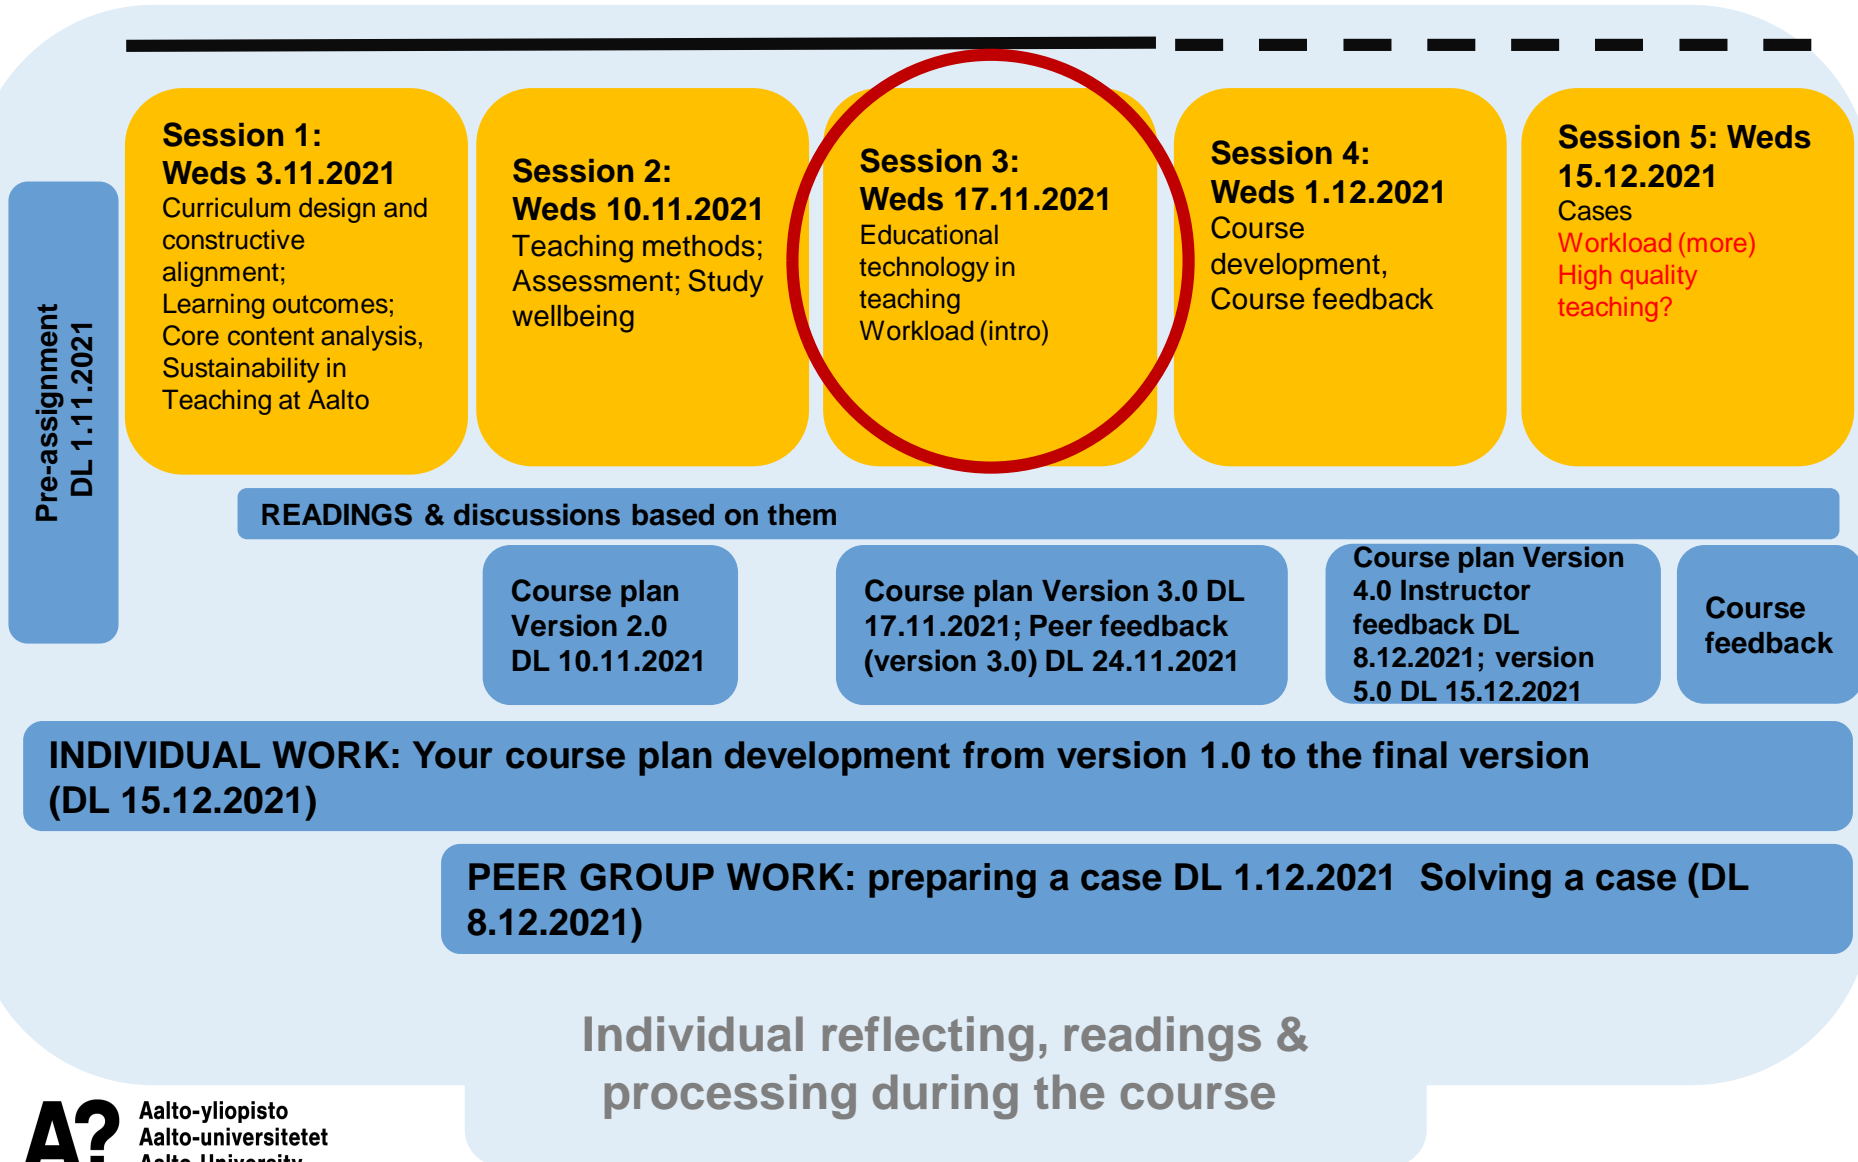 Pre-assignment
DL 1.11.2021
Session 1:
Weds 3.11.2021
Curriculum design and
constructive
alignment;
Learning outcomes;
Core content analysis,
Sustainability in
Teaching at Aalto
Session 2:
Weds 10.11.2021
Teaching methods;
Assessment; Study
wellbeing
Session 3:
Weds 17.11.2021
Educational
technology in
teaching
Workload (intro)
Session 4:
Weds 1.12.2021
Course
development,
Course feedback
Session 5: Weds
15.12.2021
Cases
Workload (more)
High quality
teaching?
READINGS & discussions based on them
Course plan
Version 2.0
DL 10.11.2021
Course plan Version 3.0 DL
17.11.2021; Peer feedback
(version 3.0) DL 24.11.2021
Course plan Version
4.0 Instructor
feedback DL
8.12.2021; version
5.0 DL 15.12.2021
Course
feedback
INDIVIDUAL WORK: Your course plan development from version 1.0 to the final version
(DL 15.12.2021)
PEER GROUP WORK: preparing a case DL 1.12.2021 Solving a case (DL
8.12.2021)
Individual reflecting, readings &
processing during the course
A?
Aalto-yliopisto
Aalto-universitetet
Aalto University